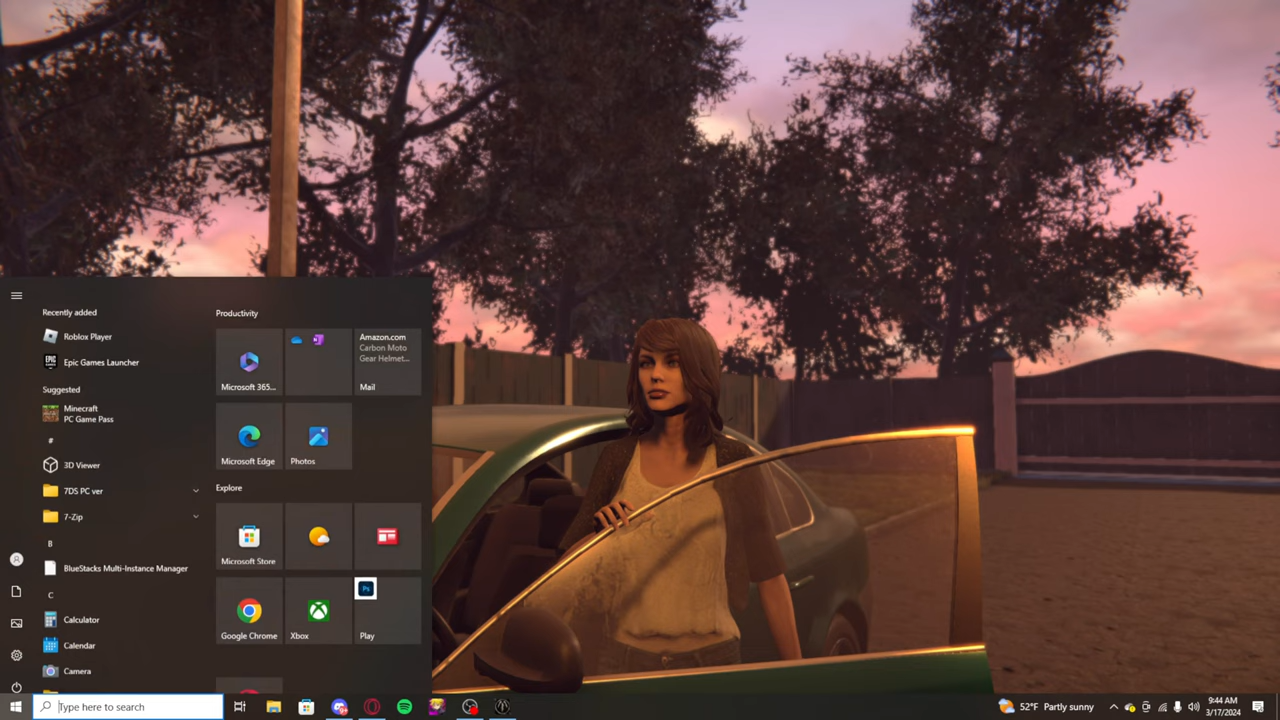 Recently added
Roblox Player
Epic Games Launcher
Suggested
Minecraft
PC Game Pass
#
3D Viewer
7DS PC ver
7-Zip
B
BlueStacks Multi-Instance Manager
C
Calculator
Calendar
Camera
Productivity
Microsoft 365...
Amazon.com
Carbon Moto
Gear Helmet...
Mail
Microsoft Edge
Photos
Explore
Microsoft Store
Google Chrome
Xbox
Ps
Play
Type here to search
52°F Partly sunny
9:44 AM
3/17/2024